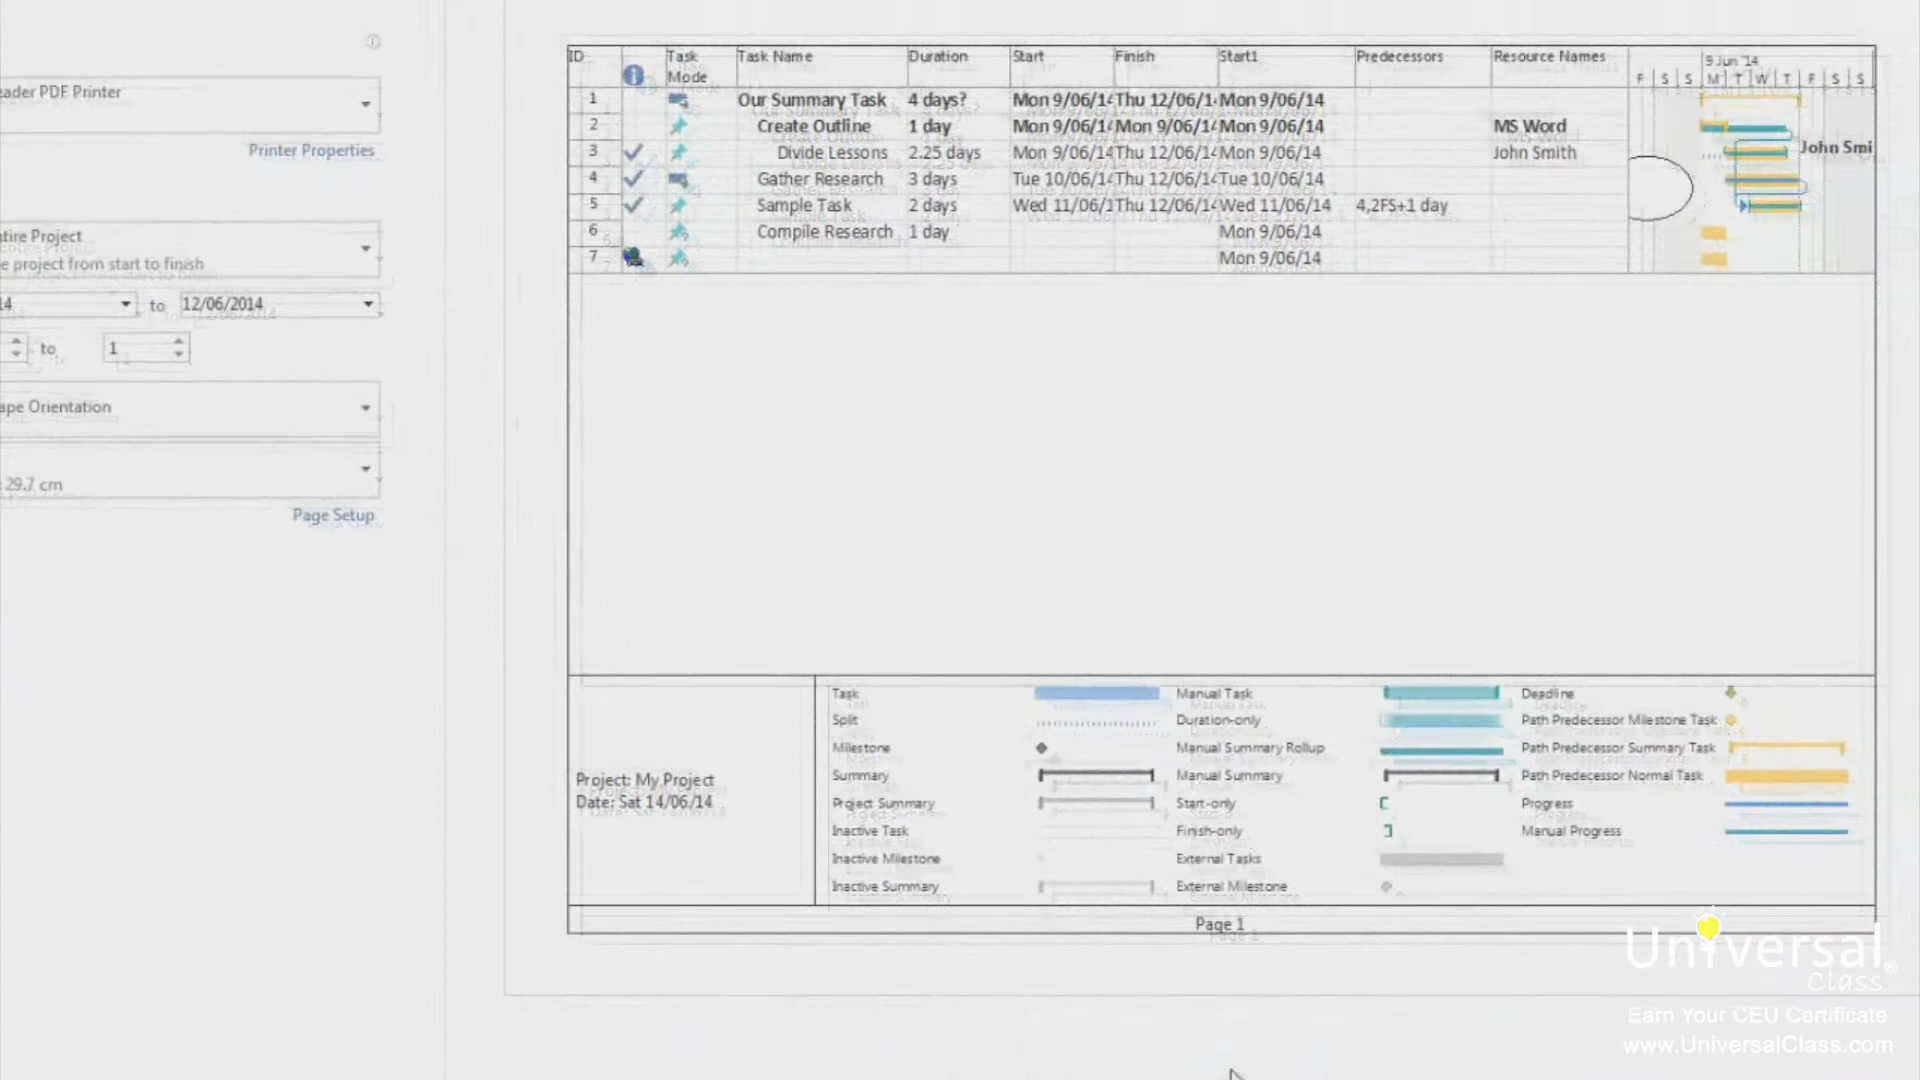 eader PDF Printer
Printer Properties
tire Project
e project from start to finish
14 to 12/06/2014
to 1
ape Orientation
: 29.7 cm
Page Setup
ID Task Mode Task Name Duration Start Finish Start1 Predecessors Resource Names 9 Jun '14
F S S M T W T F S S
1 Our Summary Task 4 days? Mon 9/06/14 Thu 12/06/14 Mon 9/06/14
2 Create Outline 1 day Mon 9/06/14 Mon 9/06/14 Mon 9/06/14 MS Word
3 Divide Lessons 2.25 days Mon 9/06/14 Thu 12/06/14 Mon 9/06/14 John Smith John Smi
4 Gather Research 3 days Tue 10/06/14 Thu 12/06/14 Tue 10/06/14
5 Sample Task 2 days Wed 11/06/1 Thu 12/06/14 Wed 11/06/14 4,2FS+1 day
6 Compile Research 1 day Mon 9/06/14
7 Mon 9/06/14
Project: My Project
Date: Sat 14/06/14
Task Manual Task Deadline
Split Duration-only Path Predecessor Milestone Task
Milestone Manual Summary Rollup Path Predecessor Summary Task
Summary Manual Summary Path Predecessor Normal Task
Project Summary Start-only Progress
Inactive Task Finish-only Manual Progress
Inactive Milestone External Tasks
Inactive Summary External Milestone
Page 1
Universal
Class®
Earn Your CEU Certificate
www.UniversalClass.com